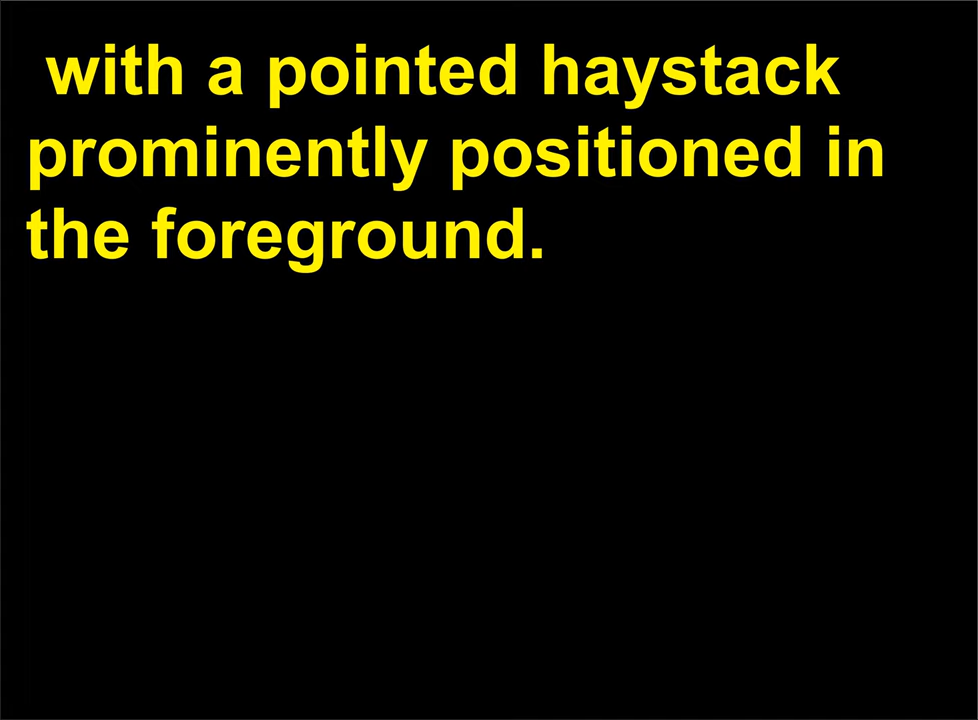 with a pointed haystack
prominently positioned in
the foreground.